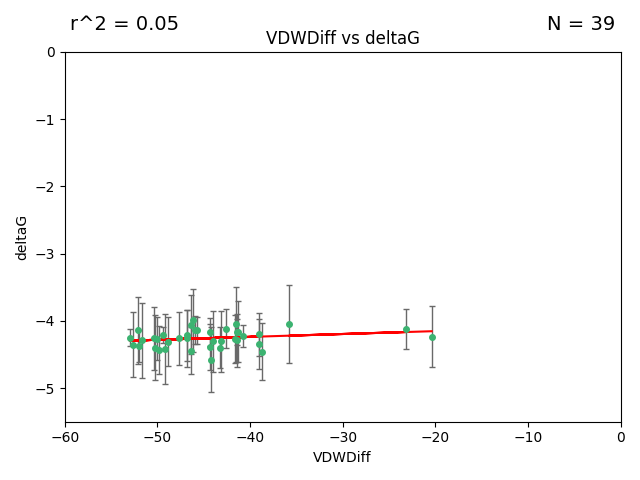 r^2 = 0.05
N = 39
VDWDiff vs deltaG
0
−1
−2
−3
−4
−5
deltaG
−60 −50 −40 −30 −20 −10 0
VDWDiff